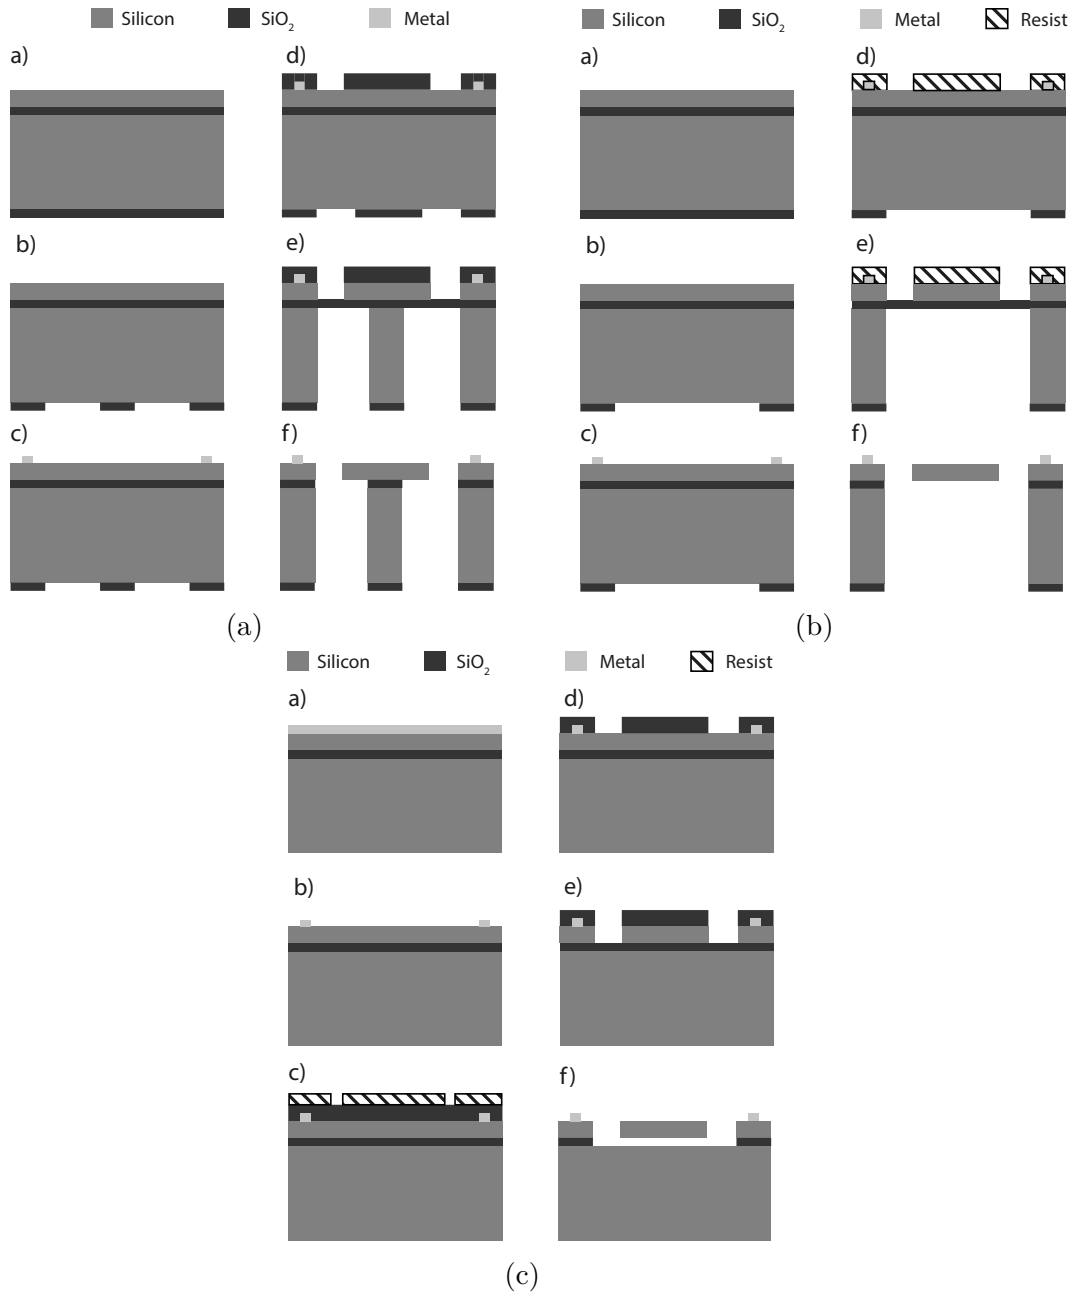 Silicon SiO2 Metal
a) d)
b) e)
c) f)
(a)
Silicon SiO2 Metal Resist
a) d)
b) e)
c) f)
(b)
Silicon SiO2 Metal Resist
a) d)
b) e)
c) f)
(c)